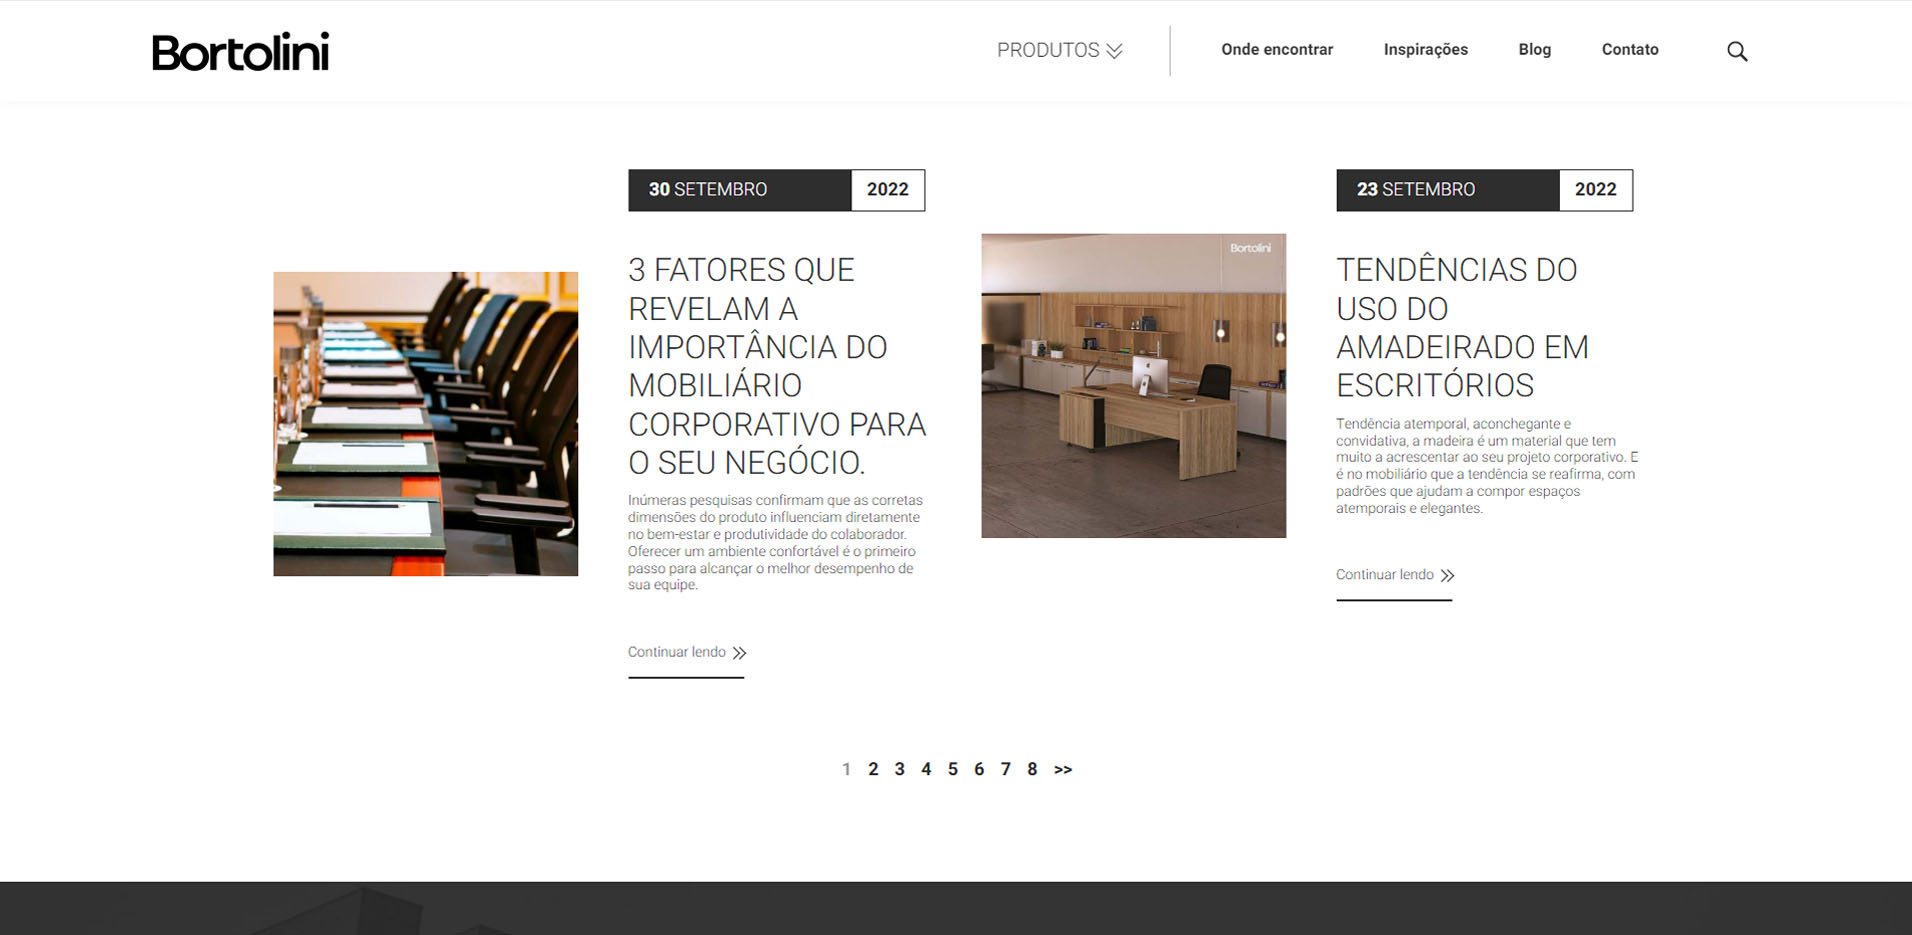 Bortolini
PRODUTOS
Onde encontrar
Inspirações
Blog
Contato
30 SETEMBRO 2022
3 FATORES QUE
REVELAM A
IMPORTÂNCIA DO
MOBILIÁRIO
CORPORATIVO PARA
O SEU NEGÓCIO.
Inúmeras pesquisas confirmam que as corretas
dimensões do produto influenciam diretamente
no bem-estar e produtividade do colaborador.
Oferecer um ambiente confortável é o primeiro
passo para alcançar o melhor desempenho de
sua equipe.
Continuar lendo
Bortolini
23 SETEMBRO 2022
TENDÊNCIAS DO
USO DO
AMADEIRADO EM
ESCRITÓRIOS
Tendência atemporal, aconchegante e
convidativa, a madeira é um material que tem
muito a acrescentar ao seu projeto corporativo. E
é no mobiliário que a tendência se reafirma, com
padrões que ajudam a compor espaços
atemporais e elegantes.
Continuar lendo
1 2 3 4 5 6 7 8 >>